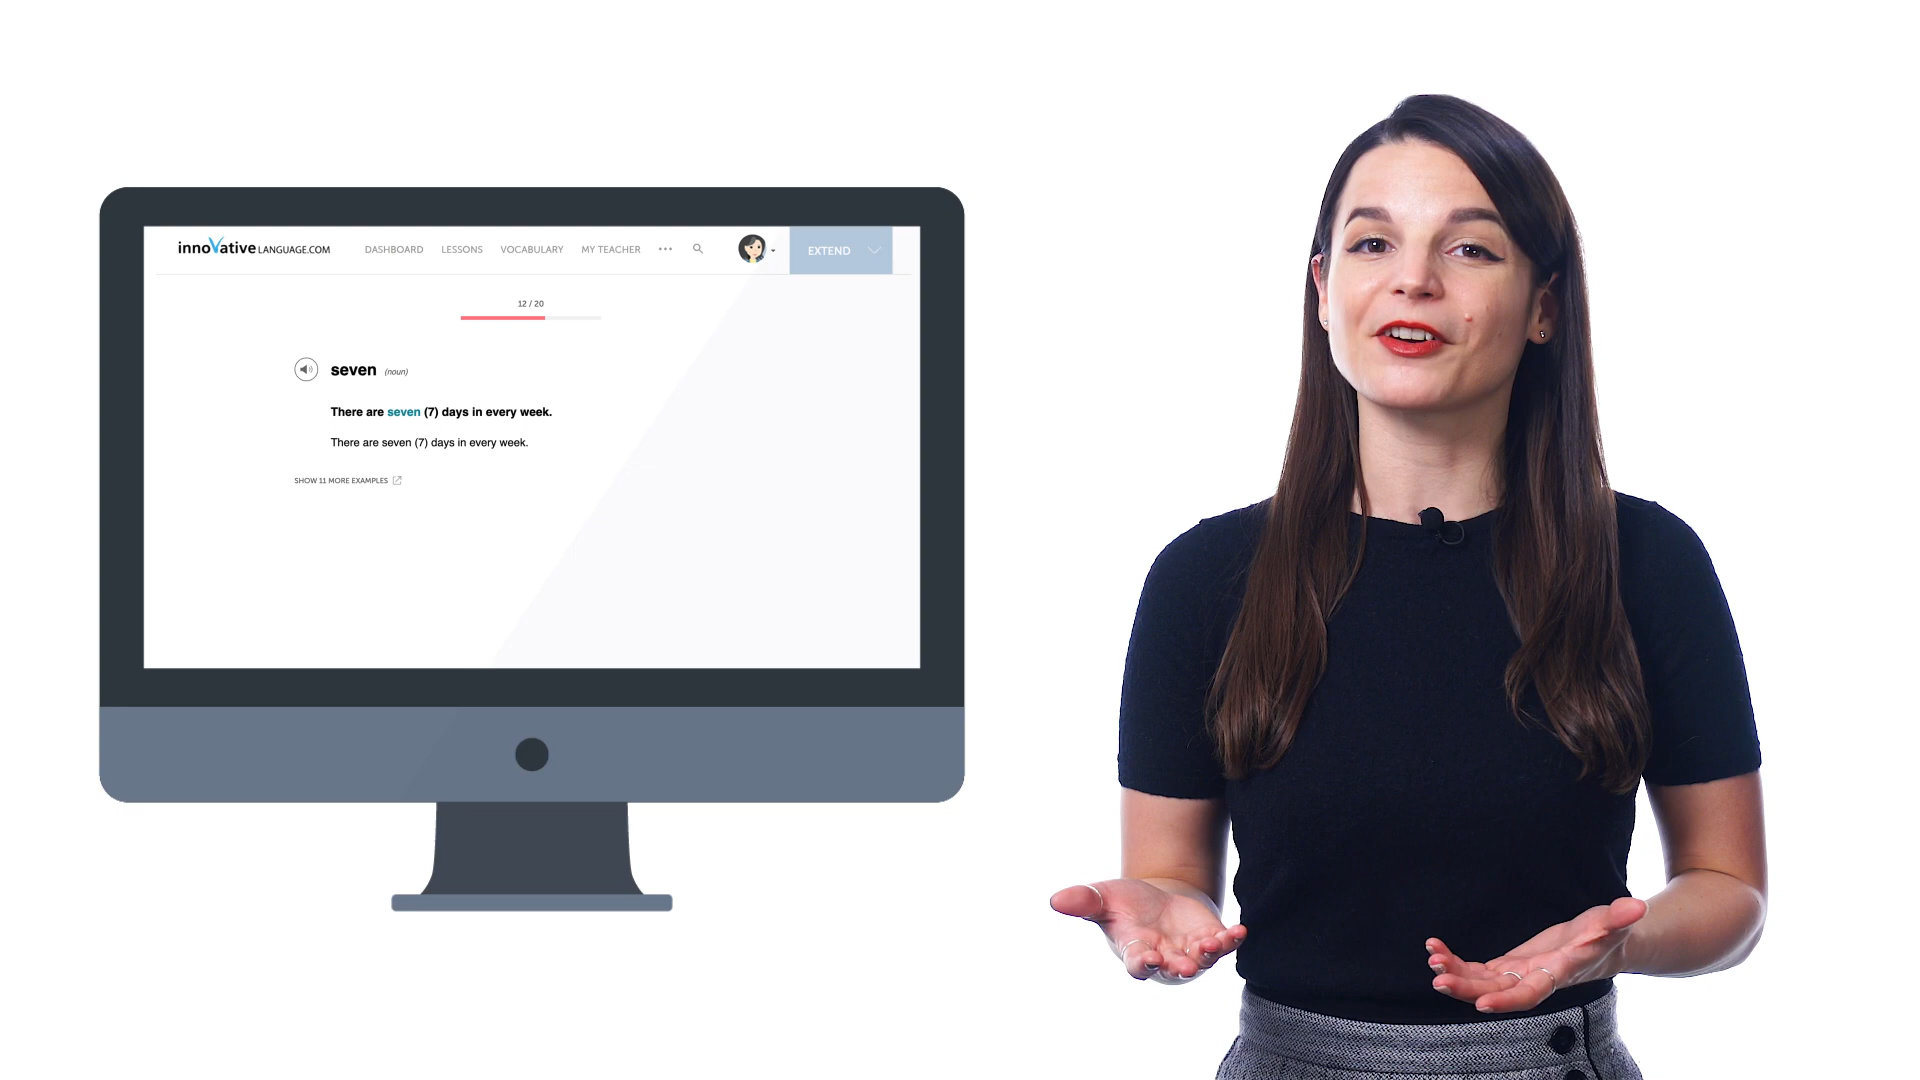 innoVative LANGUAGE.COM DASHBOARD LESSONS VOCABULARY MY TEACHER EXTEND
12 / 20
seven (noun)
There are seven (7) days in every week.
There are seven (7) days in every week.
SHOW 11 MORE EXAMPLES